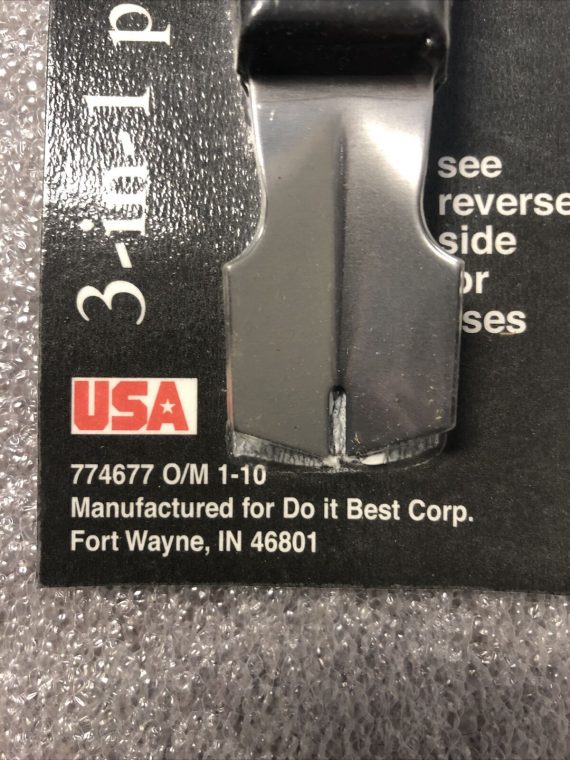 3-in-1 p
see
reverse
side
or
ses
USA
774677 O/M 1-10
Manufactured for Do it Best Corp.
Fort Wayne, IN 46801